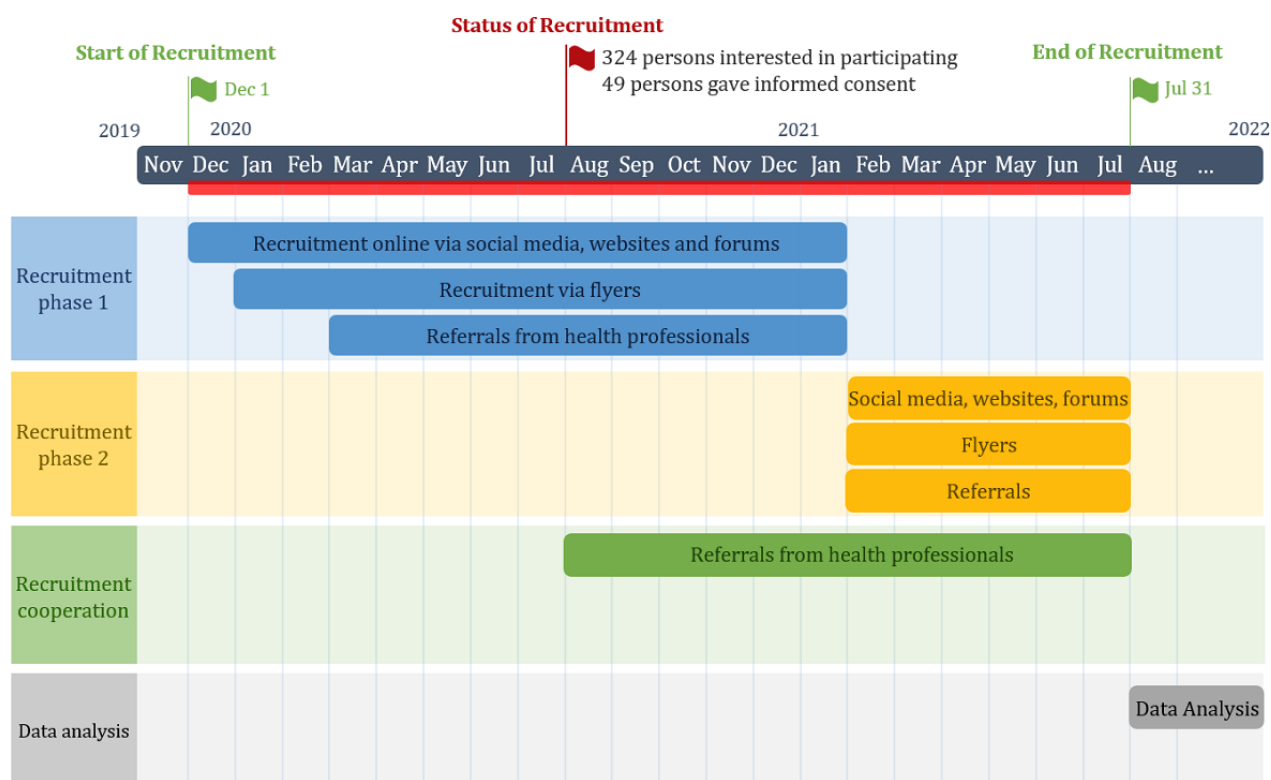 Status of Recruitment
Start of Recruitment
324 persons interested in participating
End of Recruitment
49 persons gave informed consent
Dec 1
Jul 31
2019
2020
2021
2022
Nov Dec Jan Feb Mar Apr May Jun Jul Aug Sep Oct Nov Dec Jan Feb Mar Apr May Jun Jul Aug ...
Recruitment
phase 1
Recruitment online via social media, websites and forums
Recruitment via flyers
Referrals from health professionals
Recruitment
phase 2
Social media, websites, forums
Flyers
Referrals
Recruitment
cooperation
Referrals from health professionals
Data analysis
Data Analysis